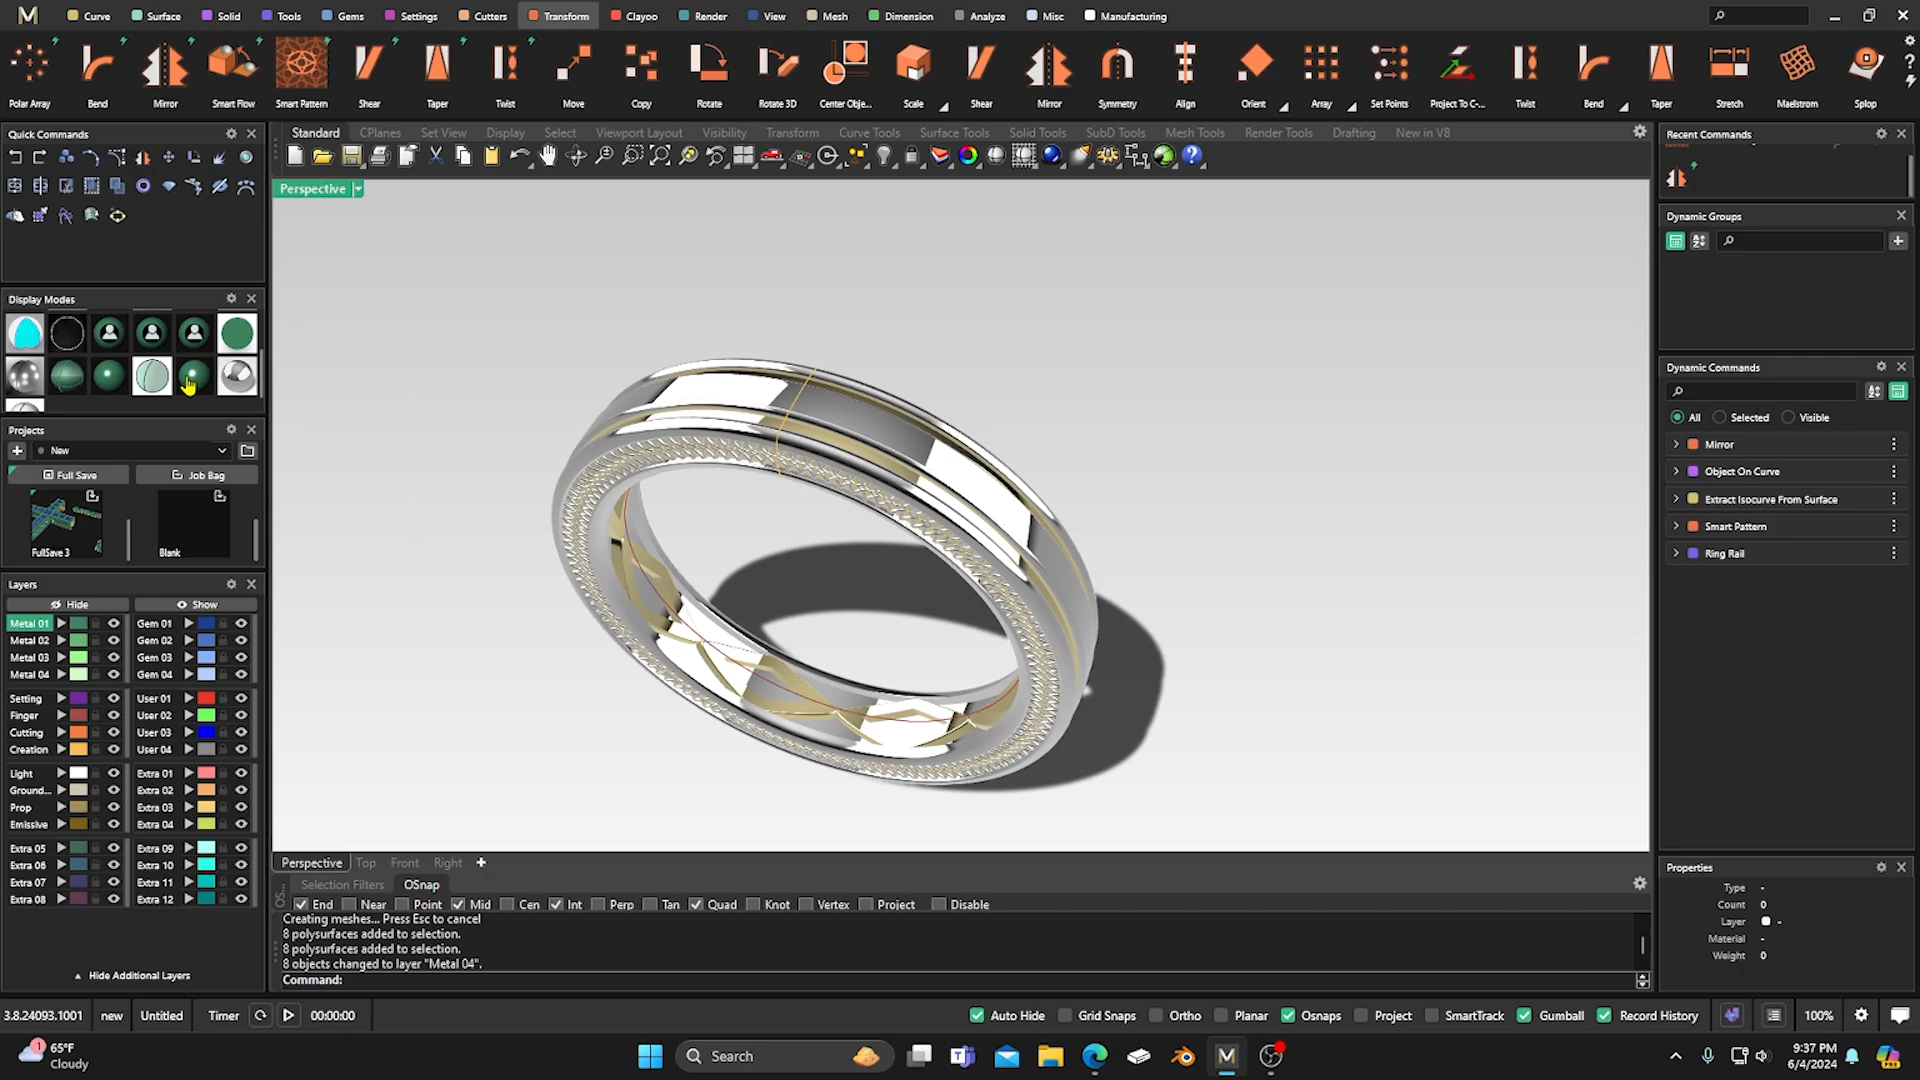 Curve Surface Solid Tools Gems Settings Cutters Transform Clayoo Render View Mesh Dimension Analyze Misc Manufacturing
Polar Array Bend Mirror Smart Flow Smart Pattern Shear Taper Twist Move Copy Rotate Rotate 3D Center Obje... Scale Shear Mirror Symmetry Align Orient Array Set Points Project To C-... Twist Bend Taper Stretch Maelstrom Splop
Quick Commands
Standard CPlanes Set View Display Select Viewport Layout Visibility Transform Curve Tools Surface Tools Solid Tools SubD Tools Mesh Tools Render Tools Drafting New in V8
Recent Commands
Perspective
Dynamic Groups
Display Modes
Dynamic Commands
All Selected Visible
Mirror
Object On Curve
Extract Isocurve From Surface
Smart Pattern
Ring Rail
Projects
New
Full Save Job Bag
FullSave 3 Blank
Layers
Hide Show
Metal 01 Gem 01
Metal 02 Gem 02
Metal 03 Gem 03
Metal 04 Gem 04
Setting User 01
Finger User 02
Cutting User 03
Creation User 04
Light Extra 01
Ground... Extra 02
Prop Extra 03
Emissive Extra 04
Extra 05 Extra 09
Extra 06 Extra 10
Extra 07 Extra 11
Extra 08 Extra 12
Hide Additional Layers
Perspective Top Front Right
OS... Selection Filters OSnap
End Near Point Mid Cen Int Perp Tan Quad Knot Vertex Project Disable
Creating meshes... Press Esc to cancel
8 polysurfaces added to selection.
8 polysurfaces added to selection.
8 objects changed to layer "Metal 04".
Command:
Properties
Type -
Count 0
Layer -
Material -
Weight 0
3.8.24093.1001 new Untitled Timer 00:00:00 Auto Hide Grid Snaps Ortho Planar Osnaps Project SmartTrack Gumball Record History 100%
1
65°F
Cloudy
Search
9:37 PM
6/4/2024